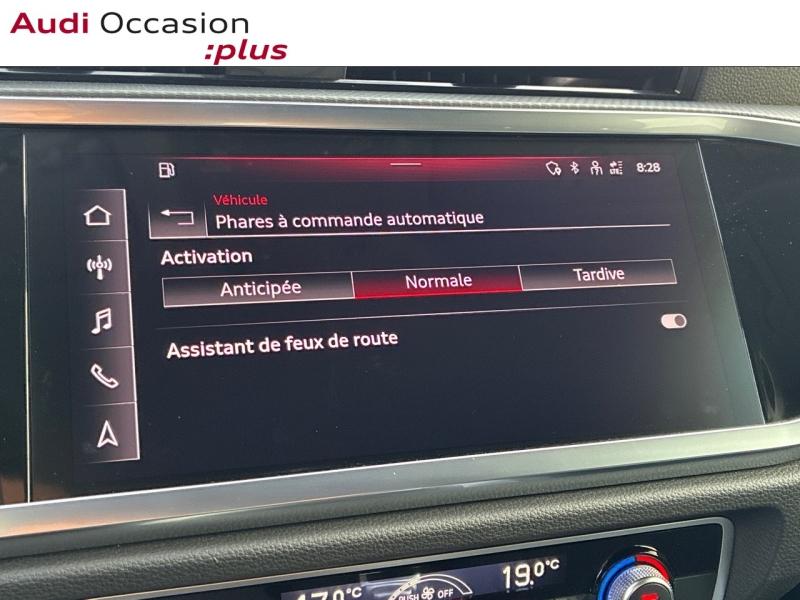 Audi Occasion
:plus
8:28
Véhicule
Phares à commande automatique
Activation
Anticipée Normale Tardive
Assistant de feux de route
19.0°C
PUSH OFF